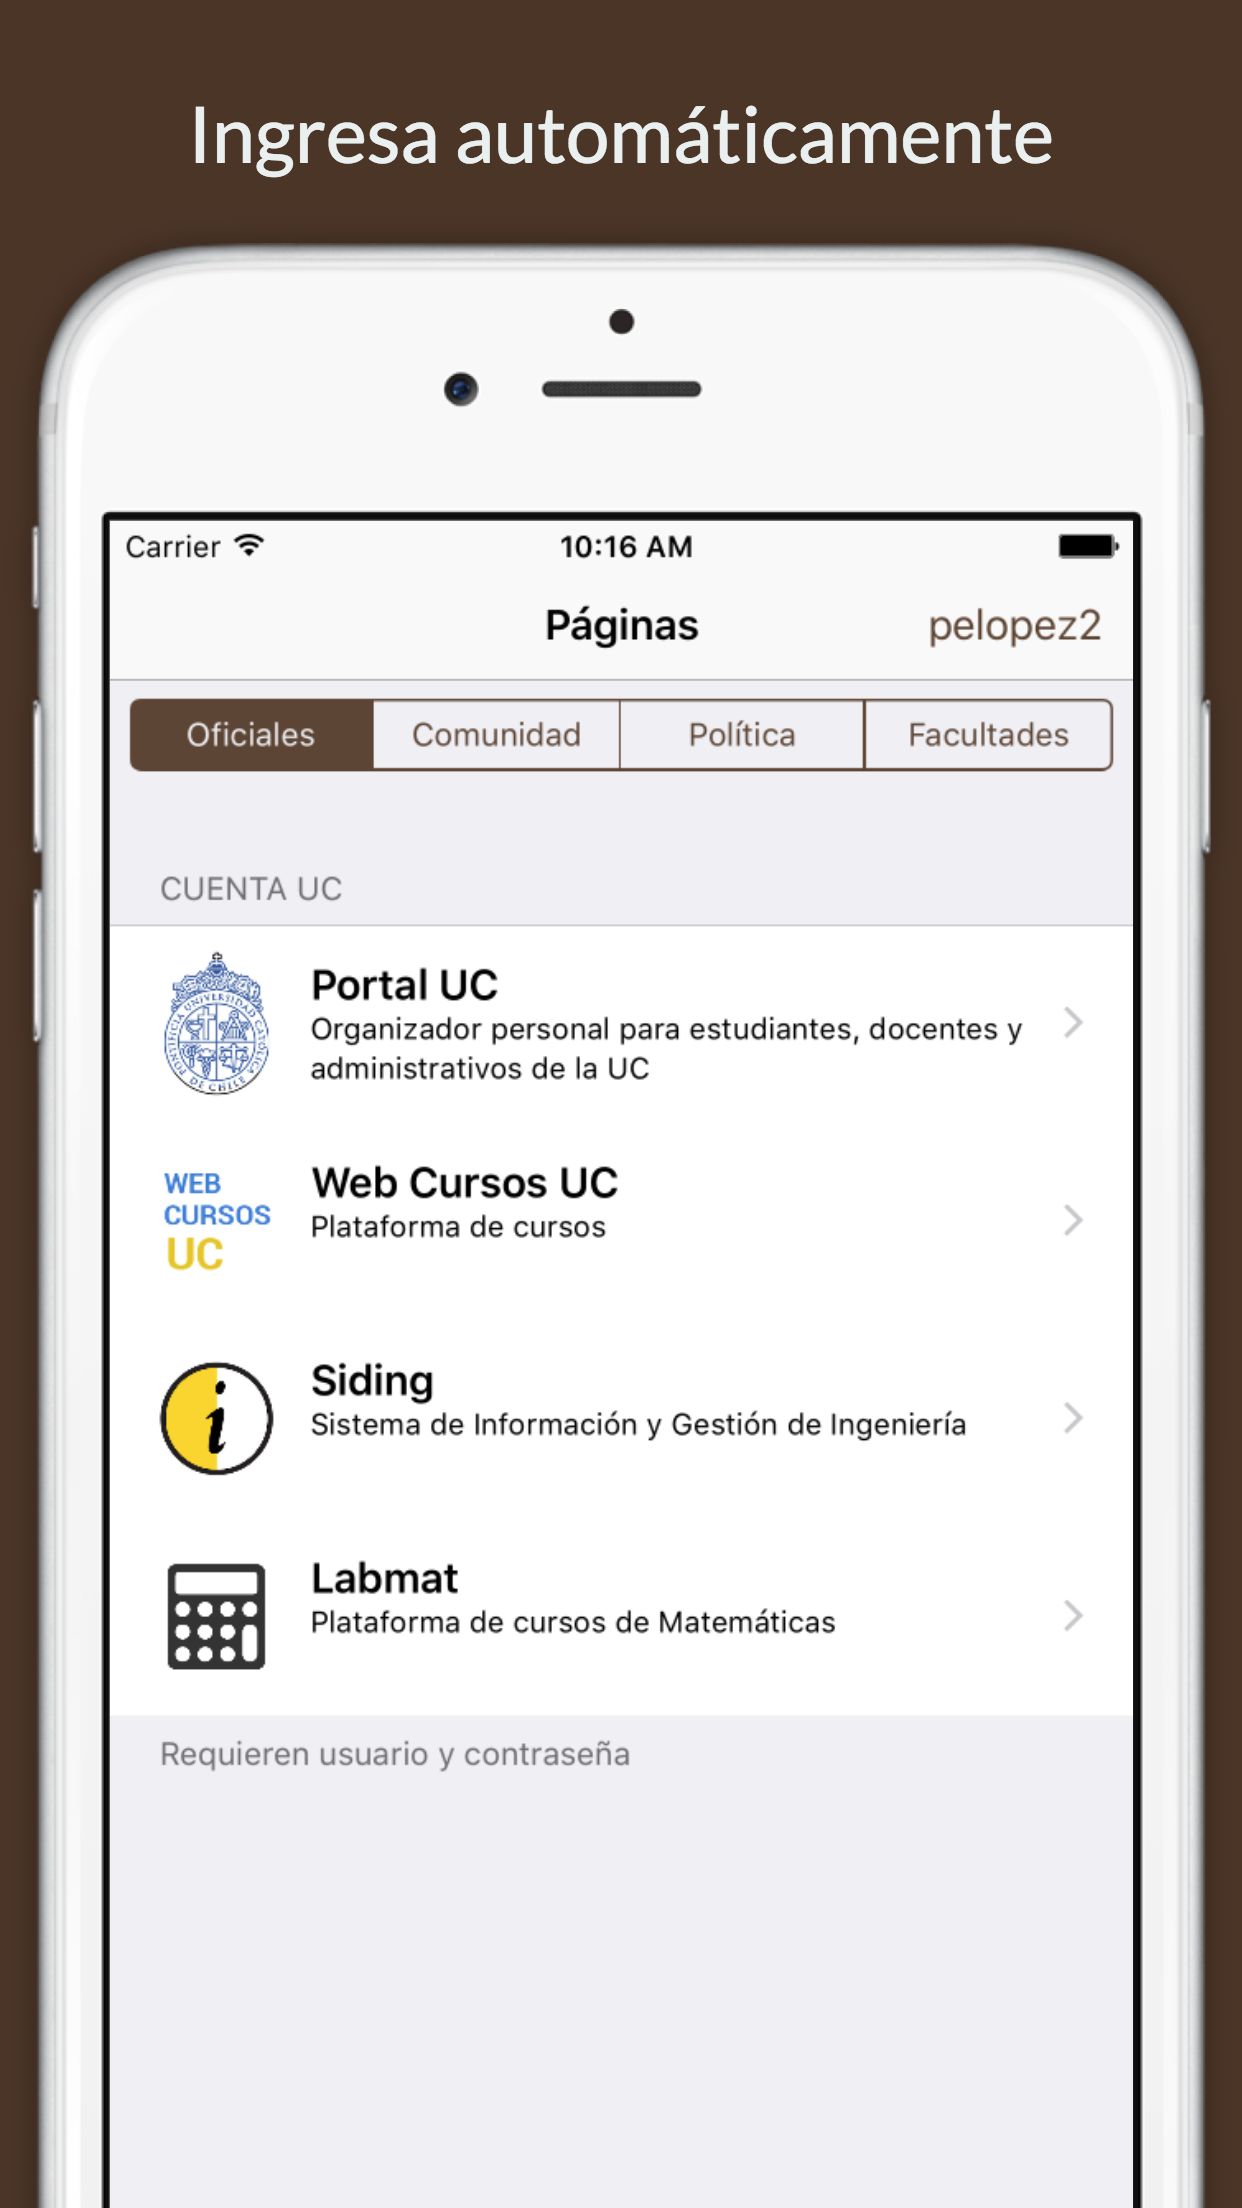 Ingresa automáticamente
Carrier
10:16 AM
Páginas
pelopez2
Oficiales
Comunidad
Política
Facultades
CUENTA UC
PONTIFICIA UNIVERSIDAD CATOLICA DE CHILE
Portal UC
Organizador personal para estudiantes, docentes y
administrativos de la UC
WEB
CURSOS
UC
Web Cursos UC
Plataforma de cursos
i
Siding
Sistema de Información y Gestión de Ingeniería
Labmat
Plataforma de cursos de Matemáticas
Requieren usuario y contraseña